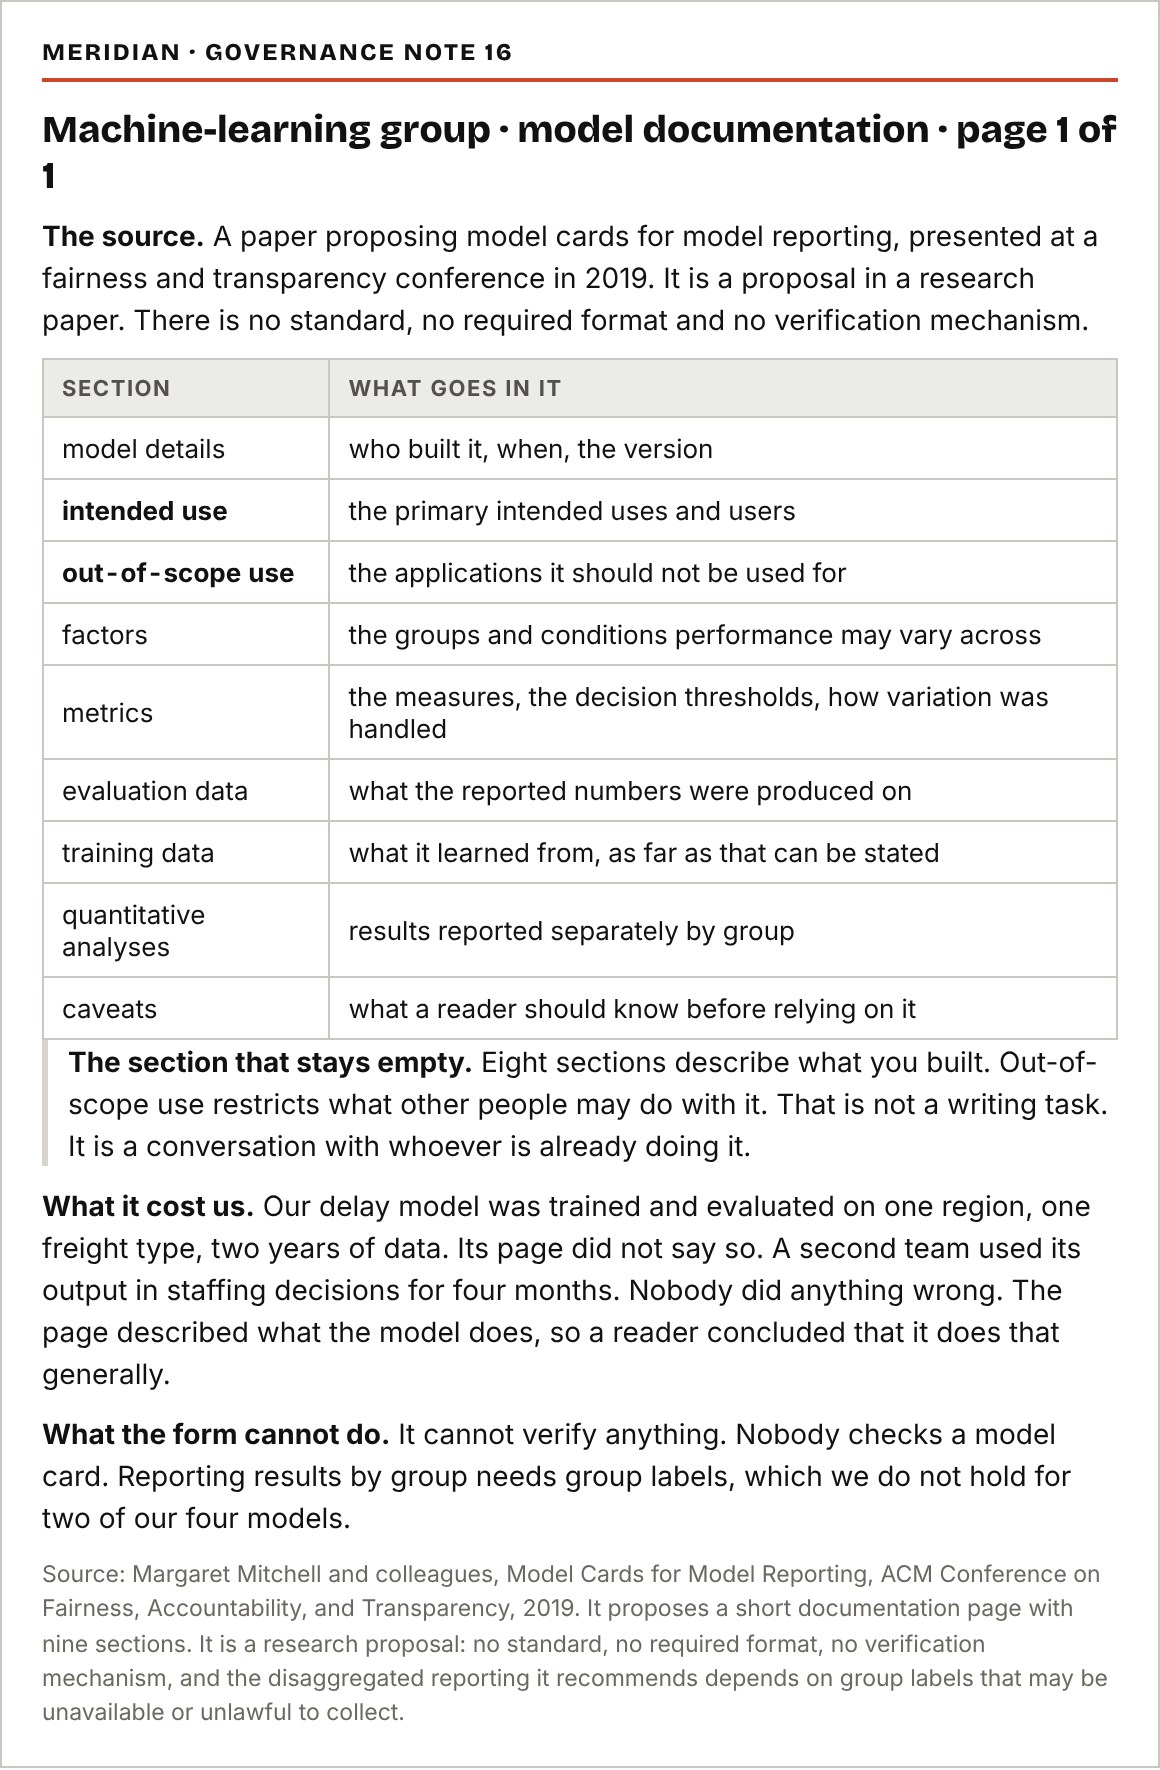 MERIDIAN · GOVERNANCE NOTE 16
Machine-learning group · model documentation · page 1 of
1
The source. A paper proposing model cards for model reporting, presented at a
fairness and transparency conference in 2019. It is a proposal in a research
paper. There is no standard, no required format and no verification mechanism.
SECTION WHAT GOES IN IT
model details who built it, when, the version
intended use the primary intended uses and users
out-of-scope use the applications it should not be used for
factors the groups and conditions performance may vary across
metrics the measures, the decision thresholds, how variation was
handled
evaluation data what the reported numbers were produced on
training data what it learned from, as far as that can be stated
quantitative
analyses results reported separately by group
caveats what a reader should know before relying on it
The section that stays empty. Eight sections describe what you built. Out-of-
scope use restricts what other people may do with it. That is not a writing task.
It is a conversation with whoever is already doing it.
What it cost us. Our delay model was trained and evaluated on one region, one
freight type, two years of data. Its page did not say so. A second team used its
output in staffing decisions for four months. Nobody did anything wrong. The
page described what the model does, so a reader concluded that it does that
generally.
What the form cannot do. It cannot verify anything. Nobody checks a model
card. Reporting results by group needs group labels, which we do not hold for
two of our four models.
Source: Margaret Mitchell and colleagues, Model Cards for Model Reporting, ACM Conference on
Fairness, Accountability, and Transparency, 2019. It proposes a short documentation page with
nine sections. It is a research proposal: no standard, no required format, no verification
mechanism, and the disaggregated reporting it recommends depends on group labels that may be
unavailable or unlawful to collect.